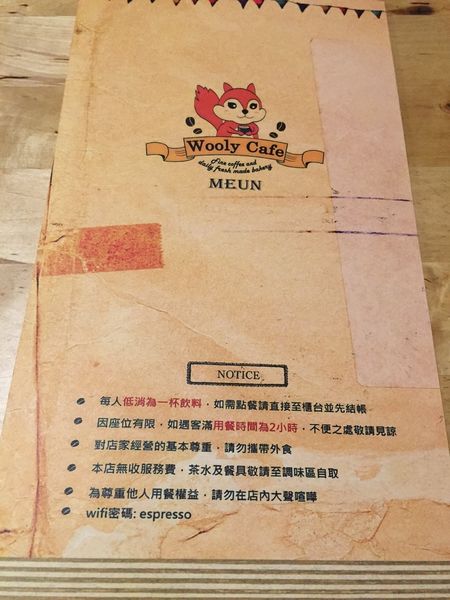 Wooly Cafe
Fine coffee and
daily fresh made bakery
MEUN
NOTICE
每人低消為一杯飲料，如需點餐請直接至櫃台並先結帳
因座位有限，如遇客滿用餐時間為2小時，不便之處敬請見諒
對店家經營的基本尊重，請勿攜帶外食
本店無收服務費，茶水及餐具敬請至調味區自取
為尊重他人用餐權益，請勿在店內大聲喧嘩
wifi密碼: espresso